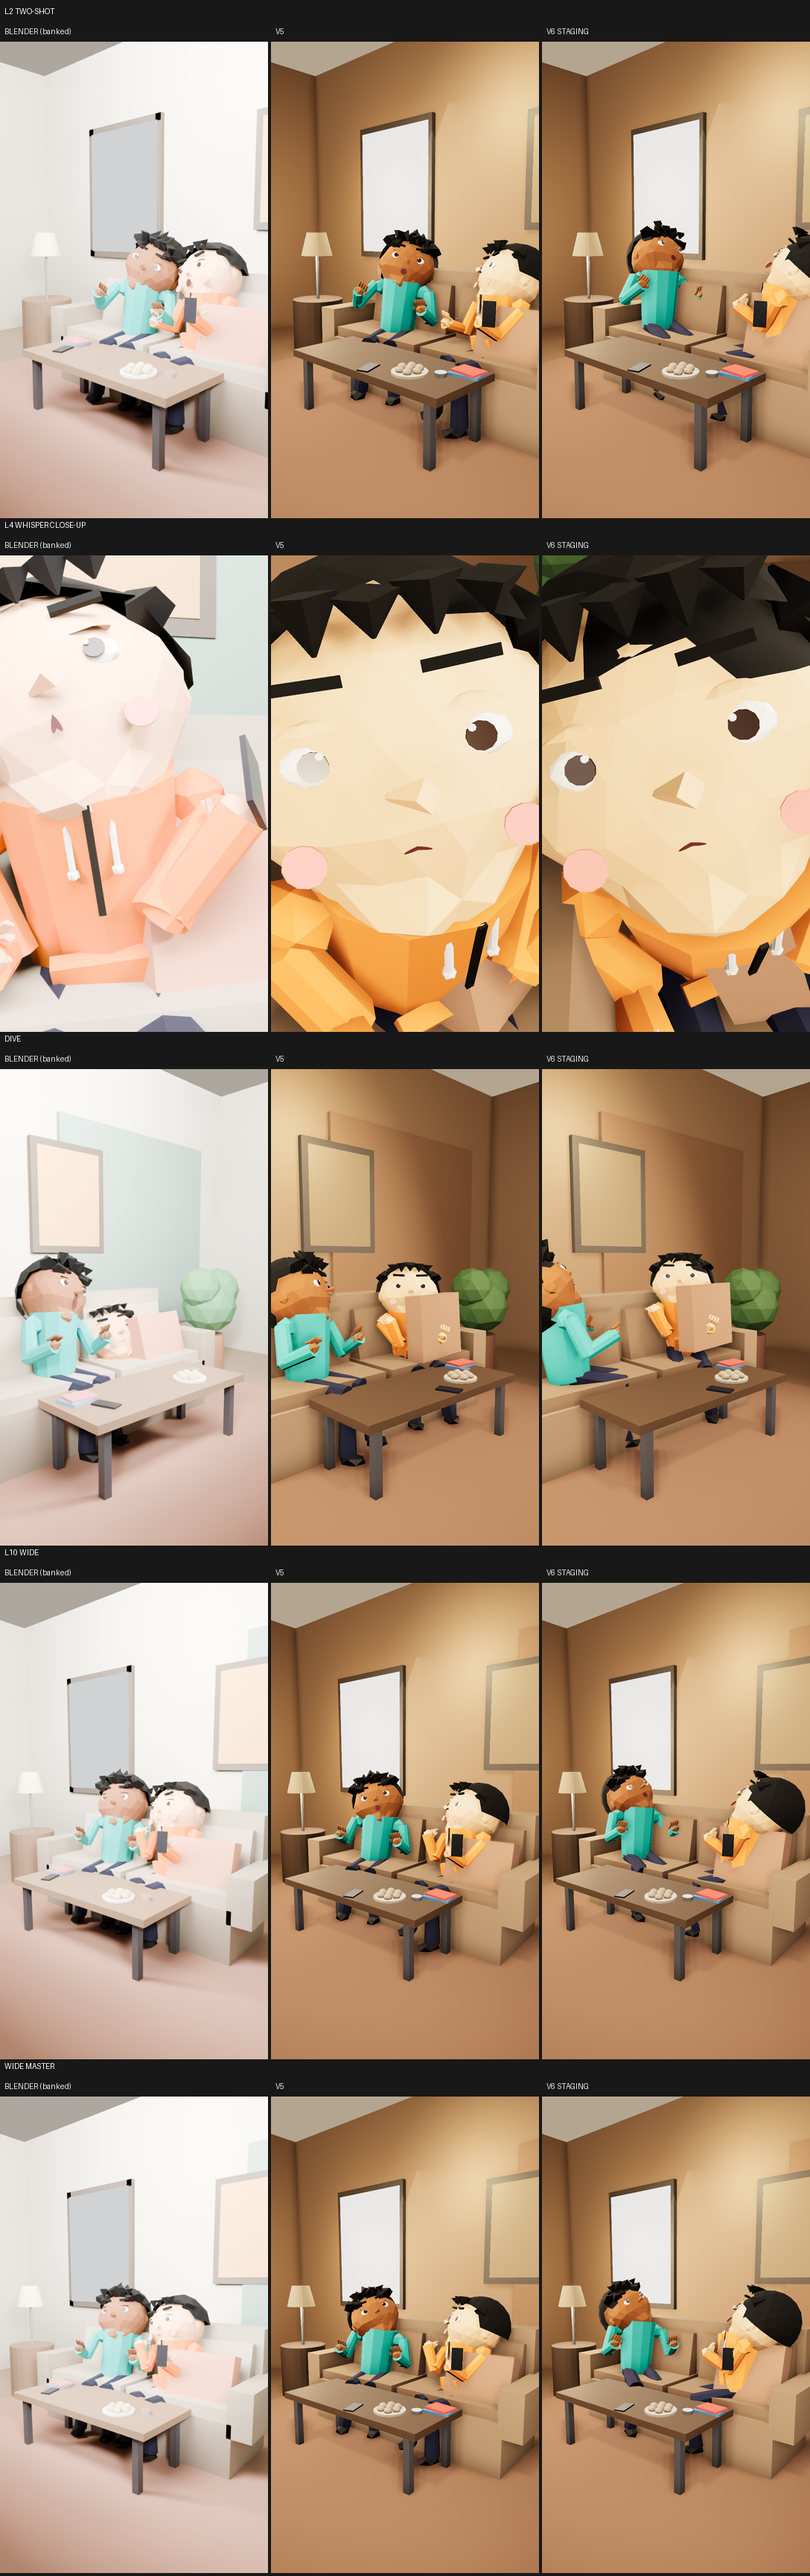 L2 TWO-SHOT
BLENDER (banked) V5 V6 STAGING
L4 WHISPER CLOSE-UP
BLENDER (banked) V5 V6 STAGING
DIVE
BLENDER (banked) V5 V6 STAGING
L10 WIDE
BLENDER (banked) V5 V6 STAGING
WIDE MASTER
BLENDER (banked) V5 V6 STAGING